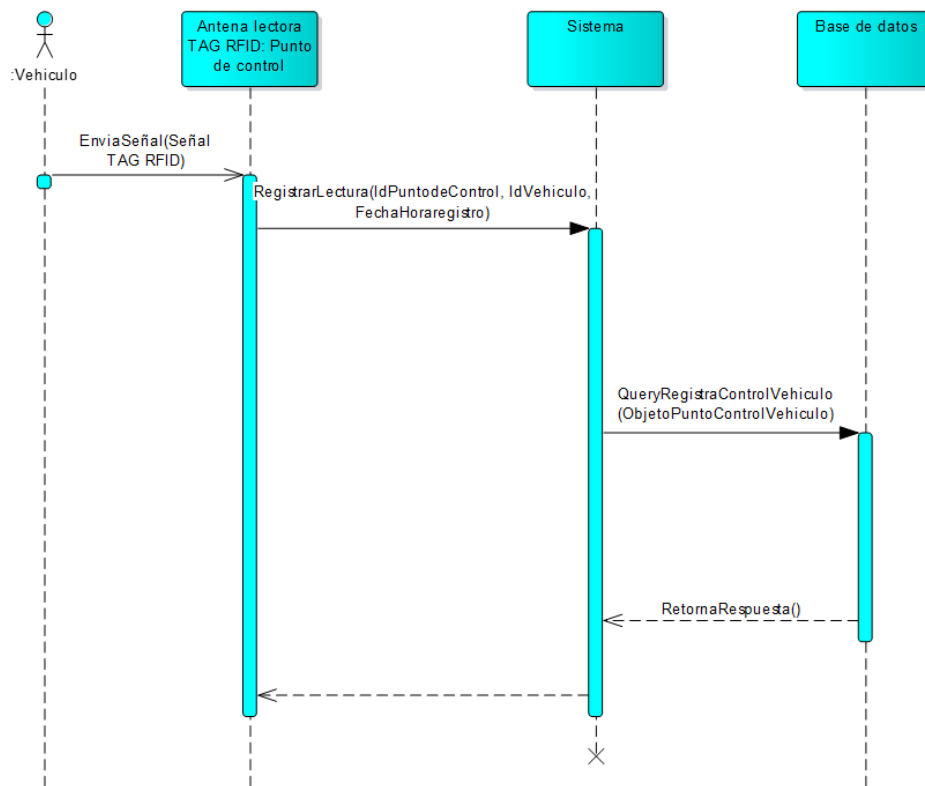 :Vehiculo
Antena lectora
TAG RFID: Punto
de control
Sistema
Base de datos
EnviaSeñal(Señal
TAG RFID)
RegistrarLectura(IdPuntodeControl, IdVehiculo,
FechaHoraregistro)
QueryRegistraControlVehiculo
(ObjetoPuntoControlVehiculo)
RetornaRespuesta()